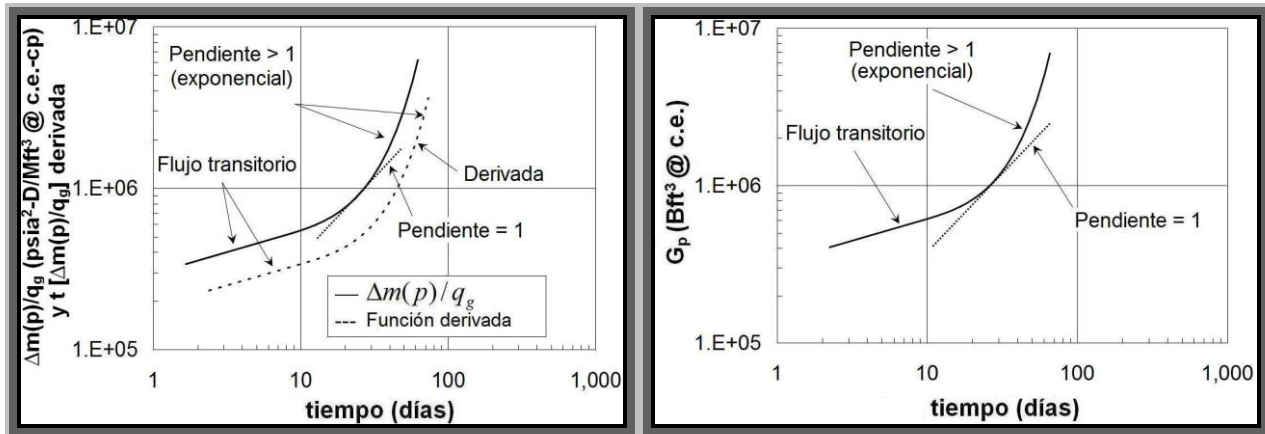 Δm(p)/q_g (psia²-D/Mft³ @ c.e.-cp)
y t [Δm(p)/q_g] derivada
1.E+07
1.E+06
1.E+05
Pendiente > 1
(exponencial)
Flujo transitorio
Derivada
Pendiente = 1
Δm(p)/q_g
Función derivada
1
10
100
1,000
tiempo (días)
G_p (Bft³ @ c.e.)
1.E+07
1.E+06
1.E+05
Pendiente > 1
(exponencial)
Flujo transitorio
Pendiente = 1
1
10
100
1,000
tiempo (días)